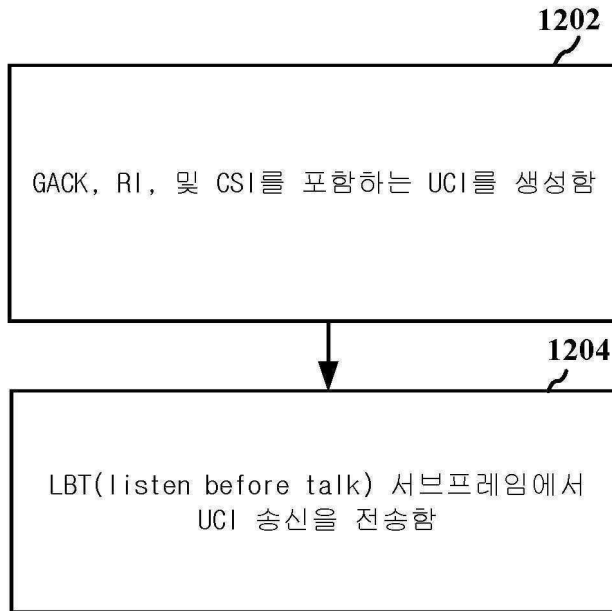 1202
GACK, RI, 및 CSI를 포함하는 UCI를 생성함
1204
LBT(listen before talk) 서브프레임에서
UCI 송신을 전송함